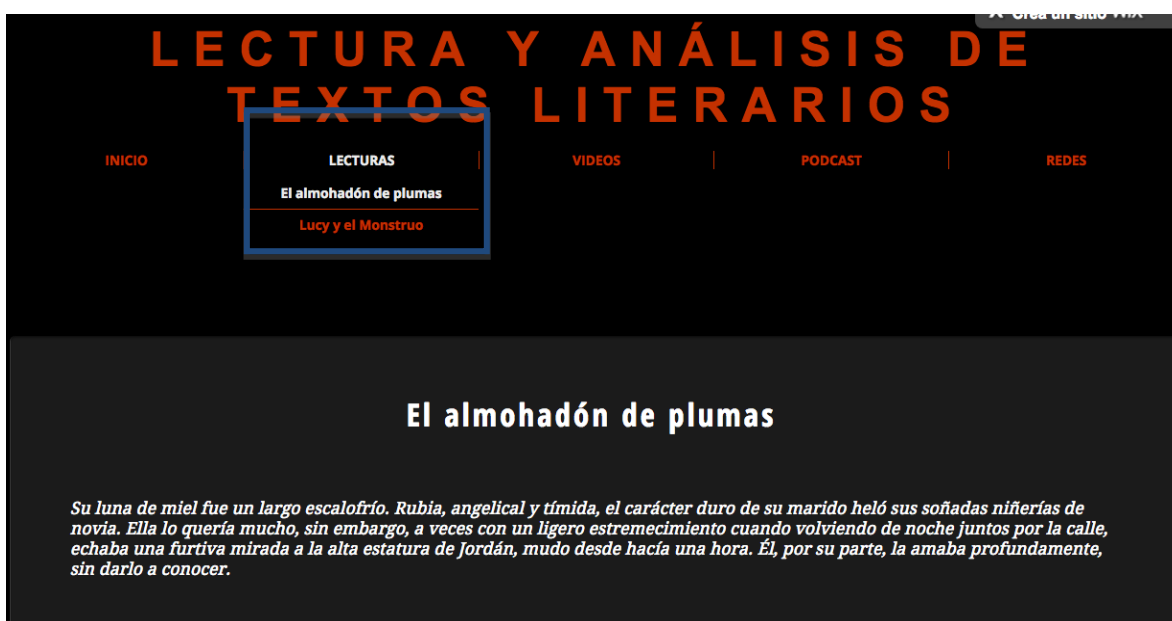 Crea un sitio WiX
LECTURA Y ANÁLISIS DE
TEXTOS LITERARIOS
INICIO LECTURAS VIDEOS PODCAST REDES
El almohadón de plumas
Lucy y el Monstruo
El almohadón de plumas
Su luna de miel fue un largo escalofrío. Rubia, angelical y tímida, el carácter duro de su marido heló sus soñadas niñerías de
novia. Ella lo quería mucho, sin embargo, a veces con un ligero estremecimiento cuando volviendo de noche juntos por la calle,
echaba una furtiva mirada a la alta estatura de Jordán, mudo desde hacía una hora. Él, por su parte, la amaba profundamente,
sin darlo a conocer.